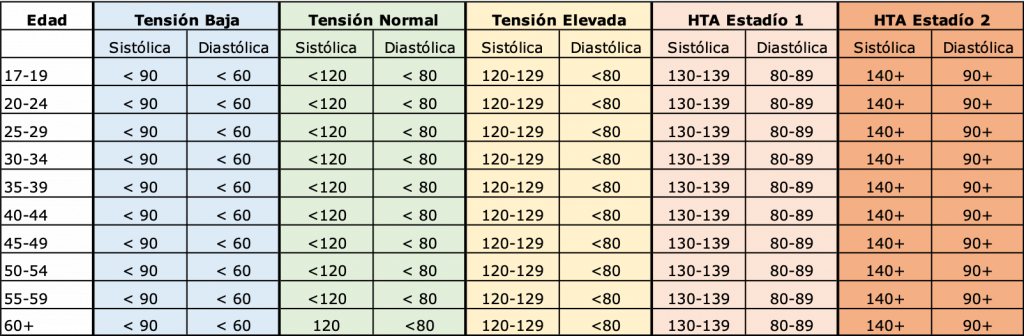 Edad Tensión Baja Tensión Normal Tensión Elevada HTA Estadío 1 HTA Estadío 2
Sistólica Diastólica Sistólica Diastólica Sistólica Diastólica Sistólica Diastólica Sistólica Diastólica
17-19 < 90 < 60 <120 < 80 120-129 <80 130-139 80-89 140+ 90+
20-24 < 90 < 60 <120 < 80 120-129 <80 130-139 80-89 140+ 90+
25-29 < 90 < 60 <120 < 80 120-129 <80 130-139 80-89 140+ 90+
30-34 < 90 < 60 <120 < 80 120-129 <80 130-139 80-89 140+ 90+
35-39 < 90 < 60 <120 < 80 120-129 <80 130-139 80-89 140+ 90+
40-44 < 90 < 60 <120 < 80 120-129 <80 130-139 80-89 140+ 90+
45-49 < 90 < 60 <120 < 80 120-129 <80 130-139 80-89 140+ 90+
50-54 < 90 < 60 <120 < 80 120-129 <80 130-139 80-89 140+ 90+
55-59 < 90 < 60 <120 < 80 120-129 <80 130-139 80-89 140+ 90+
60+ < 90 < 60 120 <80 120-129 <80 130-139 80-89 140+ 90+